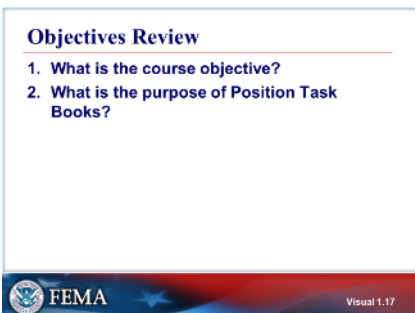 Objectives Review
1. What is the course objective?
2. What is the purpose of Position Task
Books?
FEMA
Visual 1.17